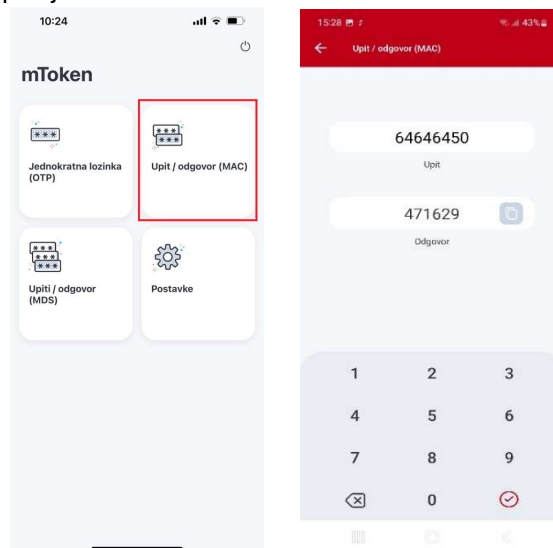 10:24
mToken
Jednokratna lozinka
(OTP)
Upit / odgovor (MAC)
Upiti / odgovor
(MDS)
Postavke
15:28
43%
Upit / odgovor (MAC)
64646450
Upit
471629
Odgovor
1 2 3
4 5 6
7 8 9
0